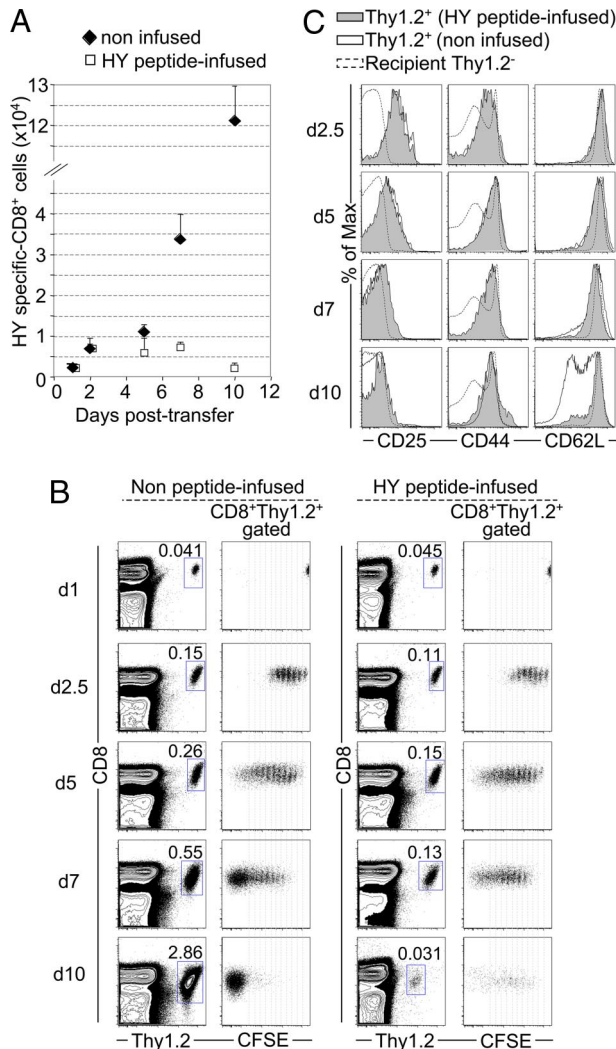 A
◆ non infused
□ HY peptide-infused
HY specific-CD8+ cells (x10⁴)
13
12
4
3
2
1
0
0 2 4 6 8 10 12
Days post-transfer
C
Thy1.2+ (HY peptide-infused)
Thy1.2+ (non infused)
Recipient Thy1.2-
% of Max
d2.5
d5
d7
d10
CD25 CD44 CD62L
B
Non peptide-infused
CD8+Thy1.2+
gated
HY peptide-infused
CD8+Thy1.2+
gated
CD8
CD8
d1
0.041
0.045
d2.5
0.15
0.11
d5
0.26
0.15
d7
0.55
0.13
d10
2.86
0.031
Thy1.2 CFSE
Thy1.2 CFSE